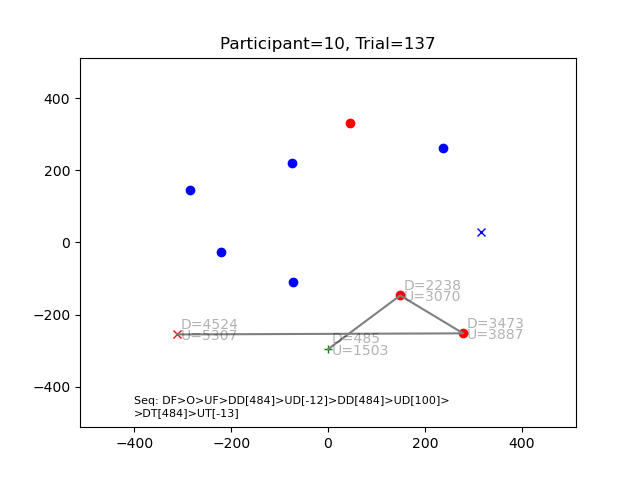 Participant=10, Trial=137
400
200
0
−200
−400
D=2238
U=3070
D=4524
U=5307
D=3473
U=3887
D=485
U=1503
Seq: DF>O>UF>DD[484]>UD[-12]>DD[484]>UD[100]>
>DT[484]>UT[-13]
−400
−200
0
200
400